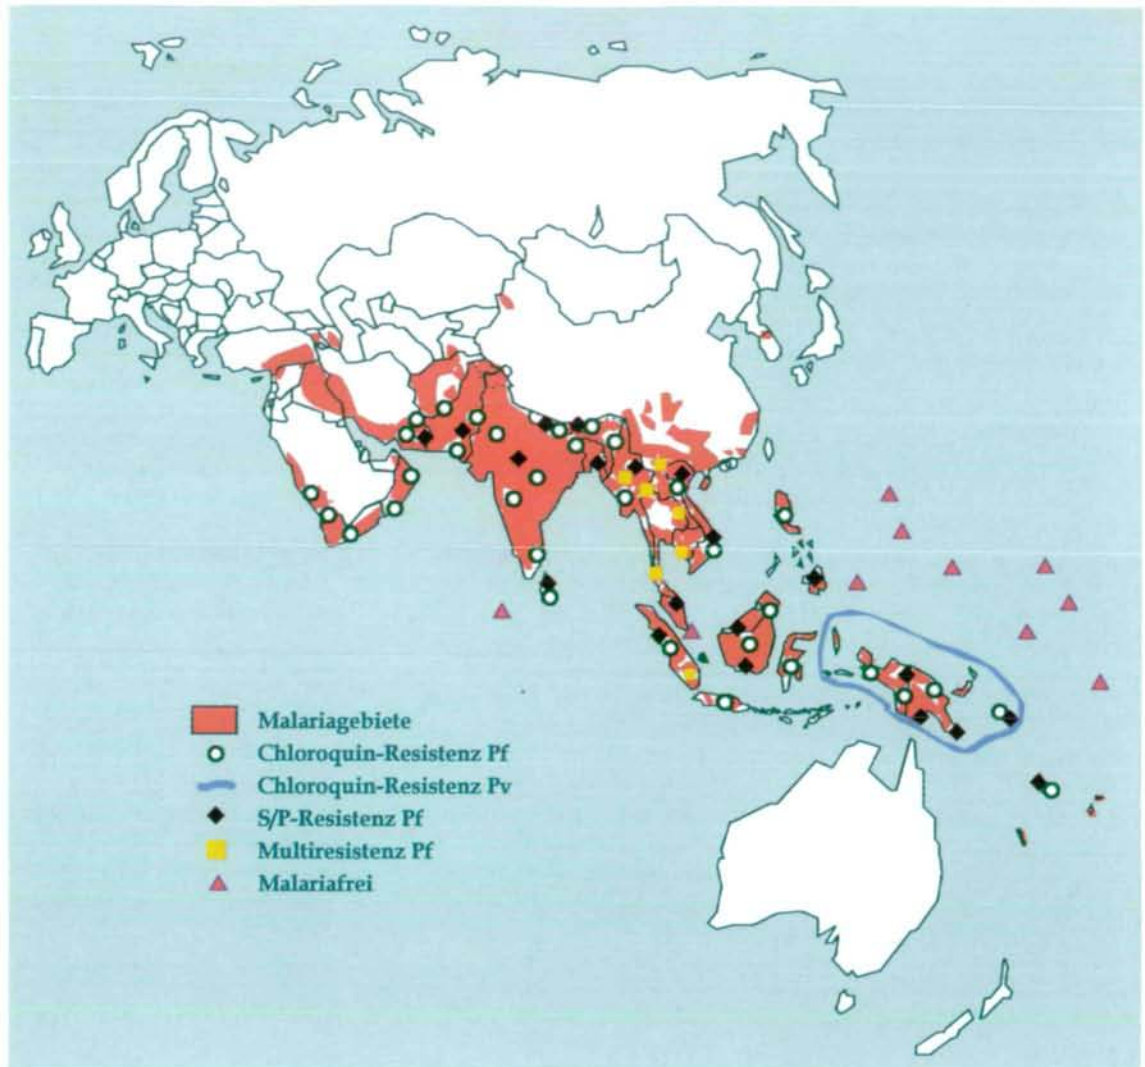 Malariagebiete
Chloroquin-Resistenz Pf
Chloroquin-Resistenz Pv
S/P-Resistenz Pf
Multiresistenz Pf
Malariafrei